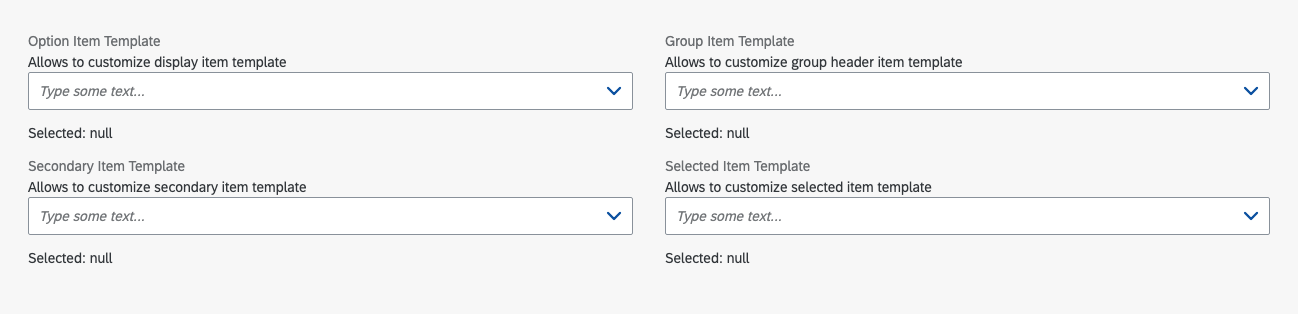 Option Item Template
Allows to customize display item template
Type some text...
Selected: null
Group Item Template
Allows to customize group header item template
Type some text...
Selected: null
Secondary Item Template
Allows to customize secondary item template
Type some text...
Selected: null
Selected Item Template
Allows to customize selected item template
Type some text...
Selected: null